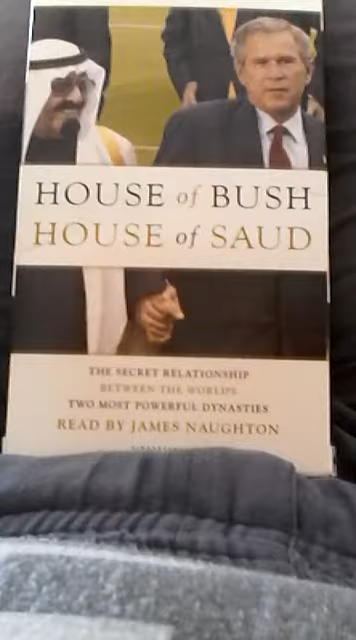 HOUSE of BUSH
HOUSE of SAUD
THE SECRET RELATIONSHIP
BETWEEN THE WORLD'S
TWO MOST POWERFUL DYNASTIES
READ BY JAMES NAUGHTON